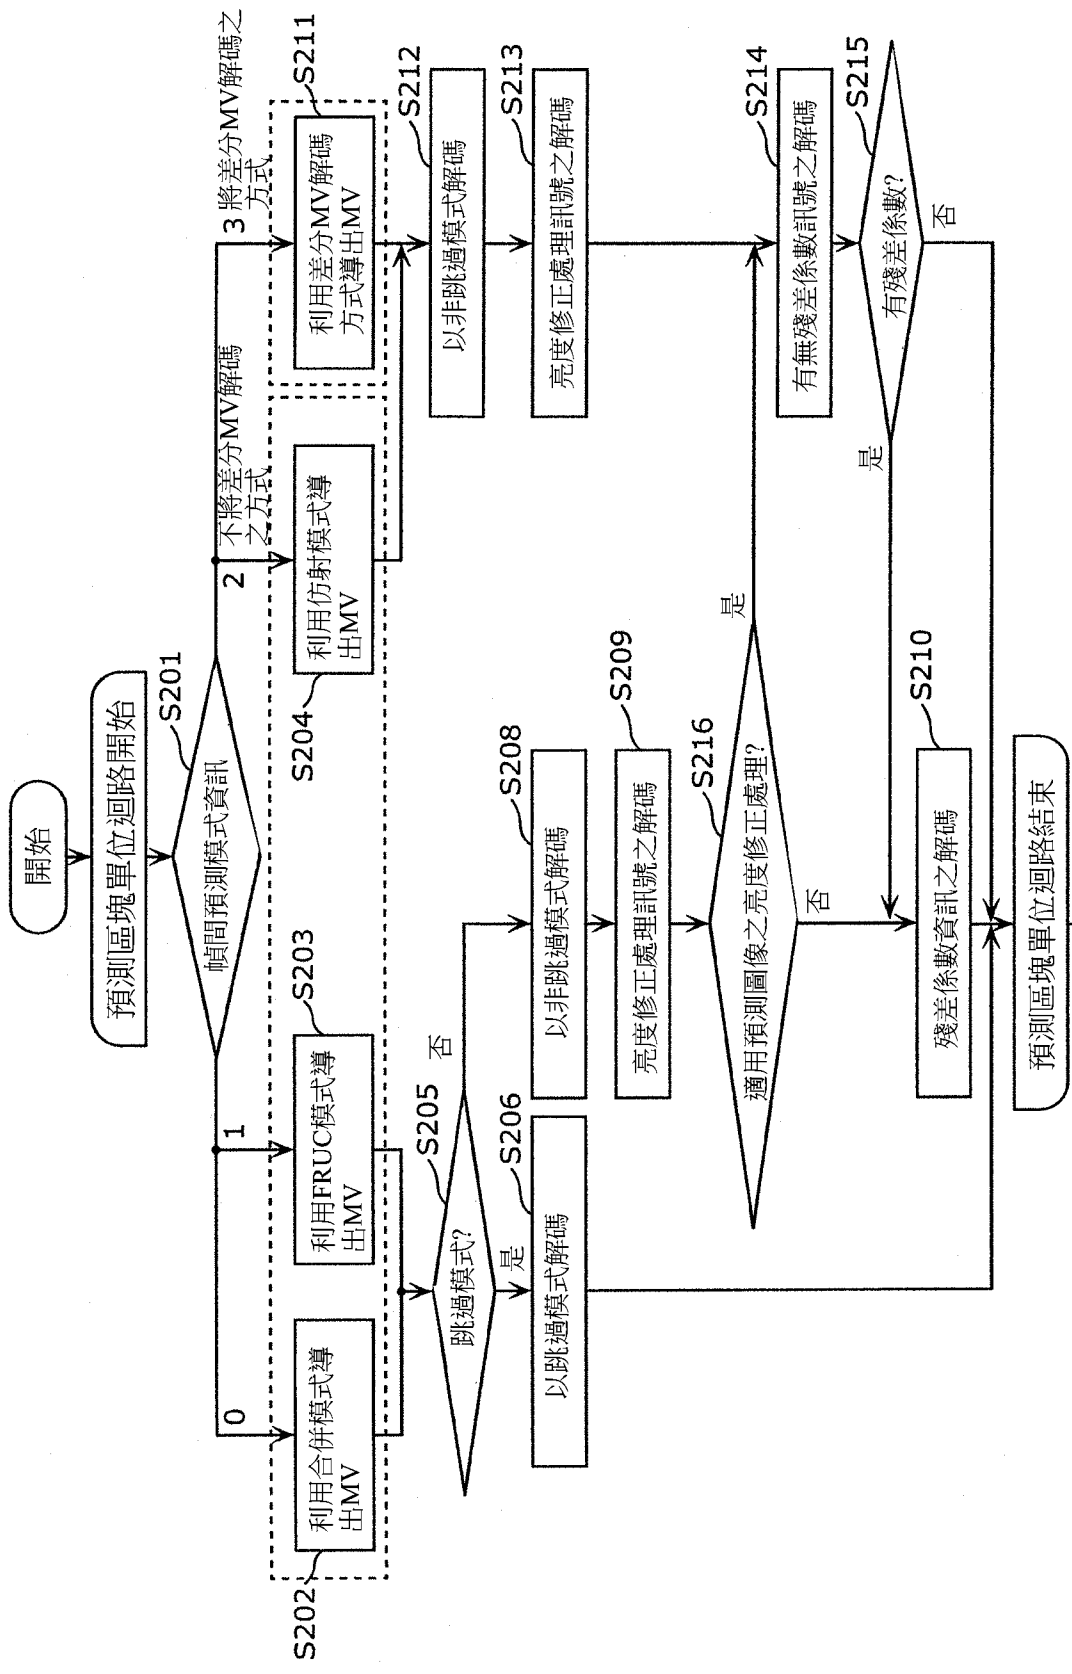 開始
預測區塊單位迴路開始
S201
幀間預測模式資訊
0
1
2
3
不將差分MV解碼
之方式
將差分MV解碼之
方式
S202
利用合併模式導
出MV
S203
利用FRUC模式導
出MV
S204
利用仿射模式導
出MV
S211
利用差分MV解碼
方式導出MV
S205
跳過模式?
否
是
S212
以非跳過模式解碼
S206
以跳過模式解碼
S208
以非跳過模式解碼
S213
亮度修正處理訊號之解碼
S209
亮度修正處理訊號之解碼
S216
適用預測圖像之亮度修正處理?
是
否
S214
有無殘差係數訊號之解碼
S215
有殘差係數?
是
否
S210
殘差係數資訊之解碼
預測區塊單位迴路結束